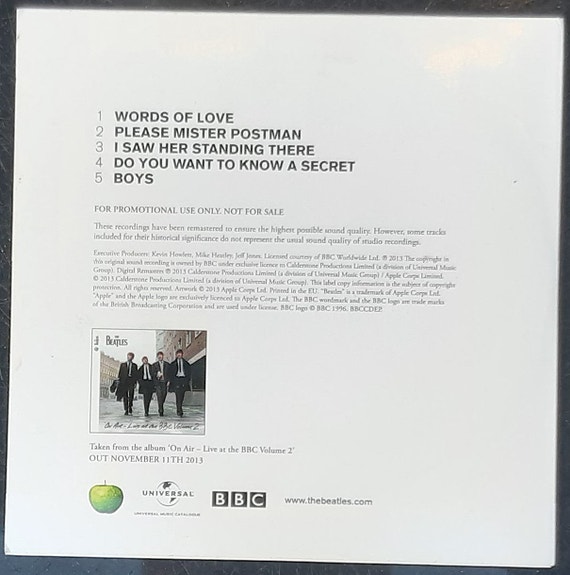 1 WORDS OF LOVE
2 PLEASE MISTER POSTMAN
3 I SAW HER STANDING THERE
4 DO YOU WANT TO KNOW A SECRET
5 BOYS
FOR PROMOTIONAL USE ONLY. NOT FOR SALE
These recordings have been remastered to ensure the highest possible sound quality. However, some tracks
included for their historical significance do not represent the usual sound quality of studio recordings.
Executive Producers: Kevin Howlett, Mike Heatley, Jeff Jones. Licensed courtesy of BBC Worldwide Ltd. ℗ 2013 The copyright in
this original sound recording is owned by BBC under exclusive licence to Calderstone Productions Limited (a division of Universal Music
Group). Digital Remasters ℗ 2013 Calderstone Productions Limited (a division of Universal Music Group) / Apple Corps Limited.
© 2013 Calderstone Productions Limited (a division of Universal Music Group). This label copy information is the subject of copyright
protection. All rights reserved. Artwork © 2013 Apple Corps Ltd. Printed in the EU. "Beatles" is a trademark of Apple Corps Ltd.
"Apple" and the Apple logo are exclusively licenced to Apple Corps Ltd. The BBC wordmark and the BBC logo are trade marks
of the British Broadcasting Corporation and are used under license. BBC logo © BBC 1996. BBCCDEP.
THE BEATLES
On Air - Live at the BBC Volume 2
Taken from the album 'On Air – Live at the BBC Volume 2'
OUT NOVEMBER 11TH 2013
UNIVERSAL
UNIVERSAL MUSIC CATALOGUE
BBC
www.thebeatles.com